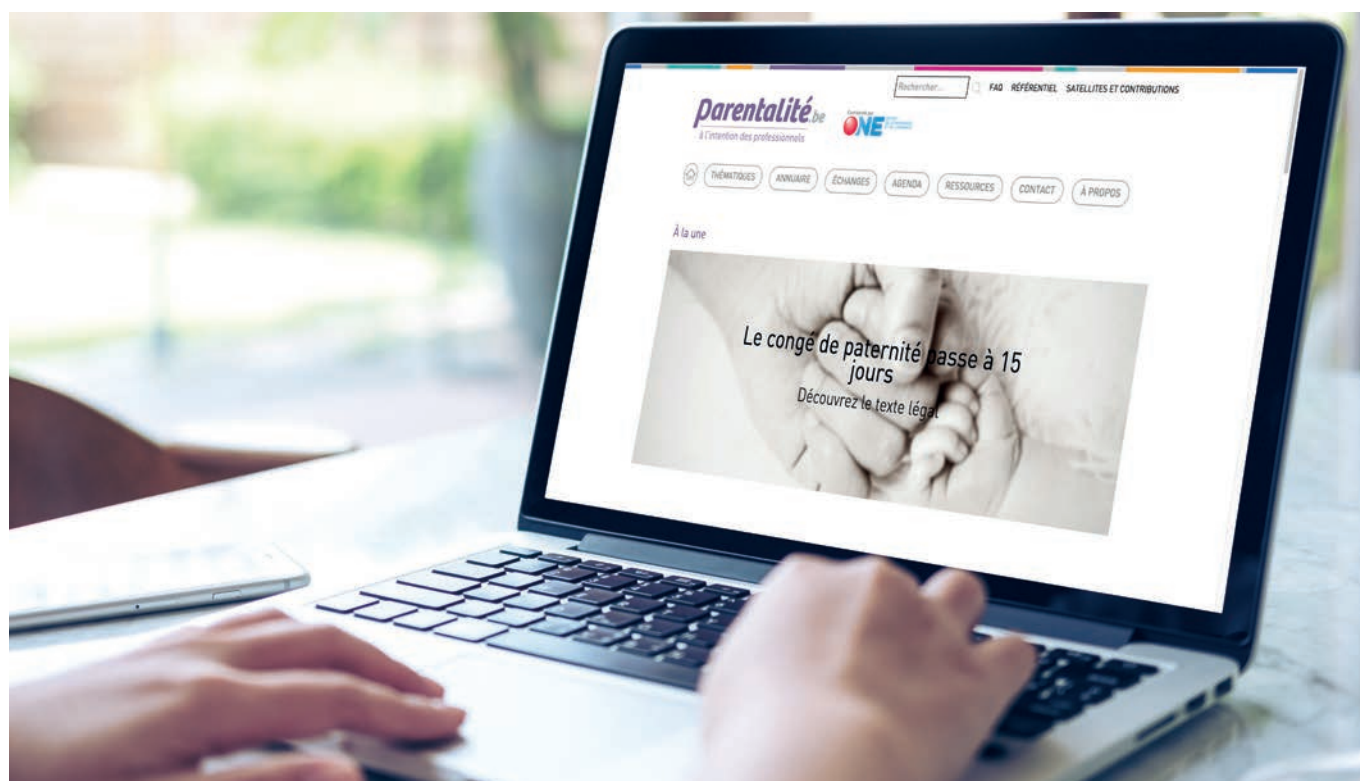 Rechercher...
FAQ RÉFÉRENTIEL SATELLITES ET CONTRIBUTIONS
parentalité.be
à l'intention des professionnels
ONE
THÉMATIQUES ANNUAIRE ÉCHANGES AGENDA RESSOURCES CONTACT À PROPOS
À la une
Le congé de paternité passe à 15
jours
Découvrez le texte légal